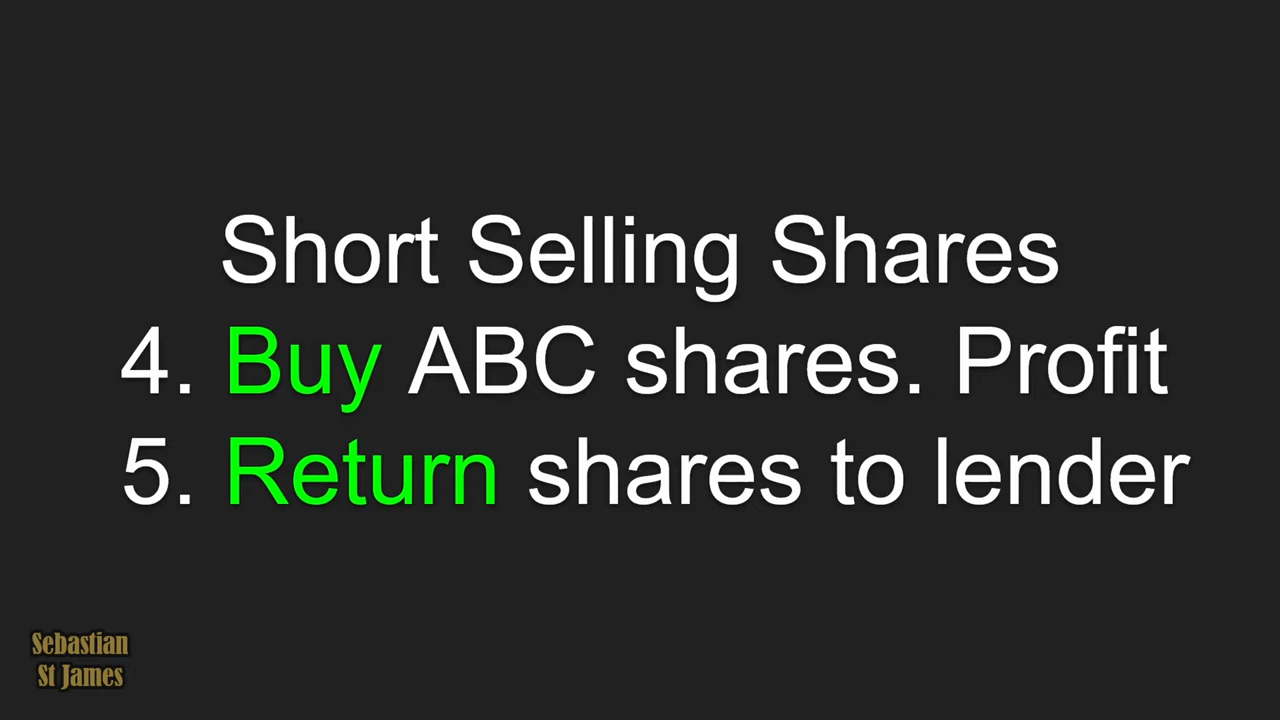 Short Selling Shares
4. Buy ABC shares. Profit
5. Return shares to lender
Sebastian
St James